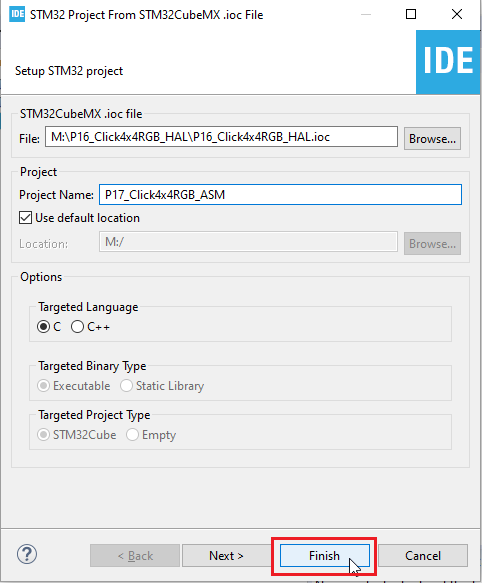 IDE STM32 Project From STM32CubeMX .ioc File
Setup STM32 project
IDE
STM32CubeMX .ioc file
File: M:\P16_Click4x4RGB_HAL\P16_Click4x4RGB_HAL.ioc Browse...
Project
Project Name: P17_Click4x4RGB_ASM
Use default location
Location: M:/ Browse...
Options
Targeted Language
C C++
Targeted Binary Type
Executable Static Library
Targeted Project Type
STM32Cube Empty
? < Back Next > Finish Cancel